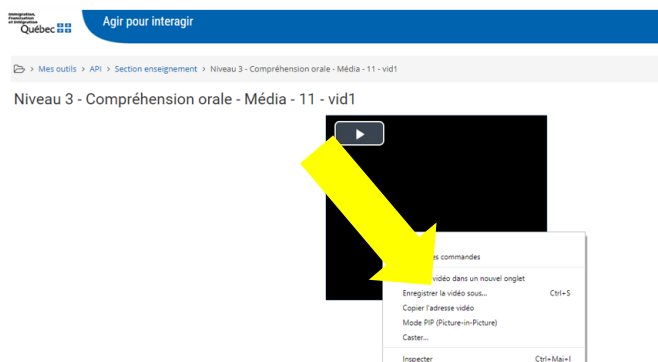 Immigration,
Francisation
et Intégration
Québec
Agir pour interagir
> Mes outils > API > Section enseignement > Niveau 3 - Compréhension orale - Média - 11 - vid1
Niveau 3 - Compréhension orale - Média - 11 - vid1
commandes
vidéo dans un nouvel onglet
Enregistrer la vidéo sous... Ctrl+S
Copier l'adresse vidéo
Mode PIP (Picture-in-Picture)
Caster...
Inspecter Ctrl+Maj+I